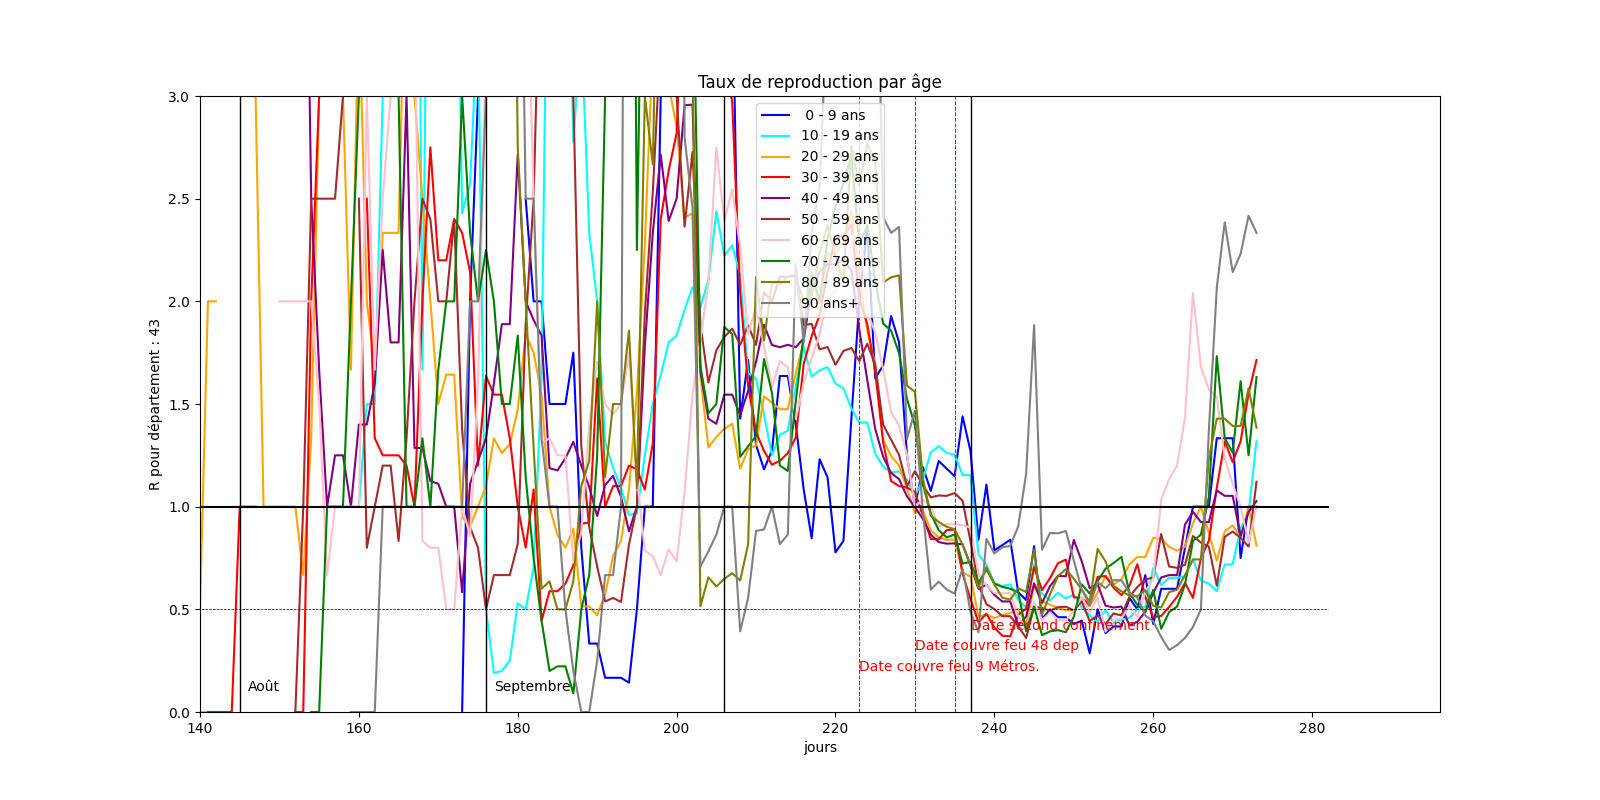 Taux de reproduction par âge
R pour département : 43
3.0
2.5
2.0
1.5
1.0
0.5
0.0
0 - 9 ans
10 - 19 ans
20 - 29 ans
30 - 39 ans
40 - 49 ans
50 - 59 ans
60 - 69 ans
70 - 79 ans
80 - 89 ans
90 ans+
Date second confinement
Date couvre feu 48 dep
Date couvre feu 9 Métros.
Août
Septembre
140
160
180
200
220
240
260
280
jours